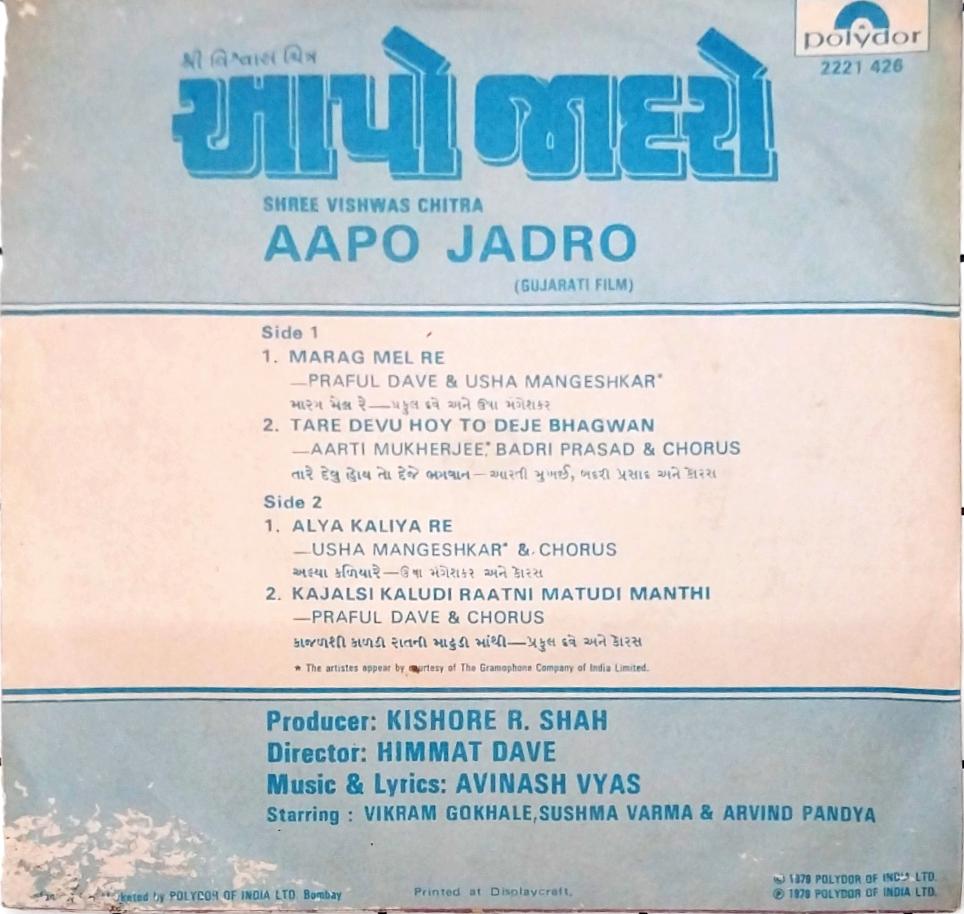 polydor
2221 426
શ્રી વિશ્વાસ ચિત્ર
આપો જાદરો
SHREE VISHWAS CHITRA
AAPO JADRO
(GUJARATI FILM)
Side 1
1. MARAG MEL RE
—PRAFUL DAVE & USHA MANGESHKAR*
મારગ મેલ રે—પ્રફુલ દવે અને ઉષા મંગેશકર
2. TARE DEVU HOY TO DEJE BHAGWAN
—AARTI MUKHERJEE,* BADRI PRASAD & CHORUS
તારે દેવુ હોય તો દેજે ભગવાન—આરતી મુખર્જી, બદરી પ્રસાદ અને કોરસ
Side 2
1. ALYA KALIYA RE
—USHA MANGESHKAR* & CHORUS
અલ્યા કળિયારે—ઉષા મંગેશકર અને કોરસ
2. KAJALSI KALUDI RAATNI MATUDI MANTHI
—PRAFUL DAVE & CHORUS
કાજળશી કાળડી રાતની માટુડી માંથી—પ્રફુલ દવે અને કોરસ
* The artistes appear by courtesy of The Gramophone Company of India Limited.
Producer: KISHORE R. SHAH
Director: HIMMAT DAVE
Music & Lyrics: AVINASH VYAS
Starring : VIKRAM GOKHALE,SUSHMA VARMA & ARVIND PANDYA
by POLYDOR OF INDIA LTD. Bombay
Printed at Displaycraft,
© 1979 POLYDOR OF INDIA LTD.
℗ 1979 POLYDOR OF INDIA LTD.